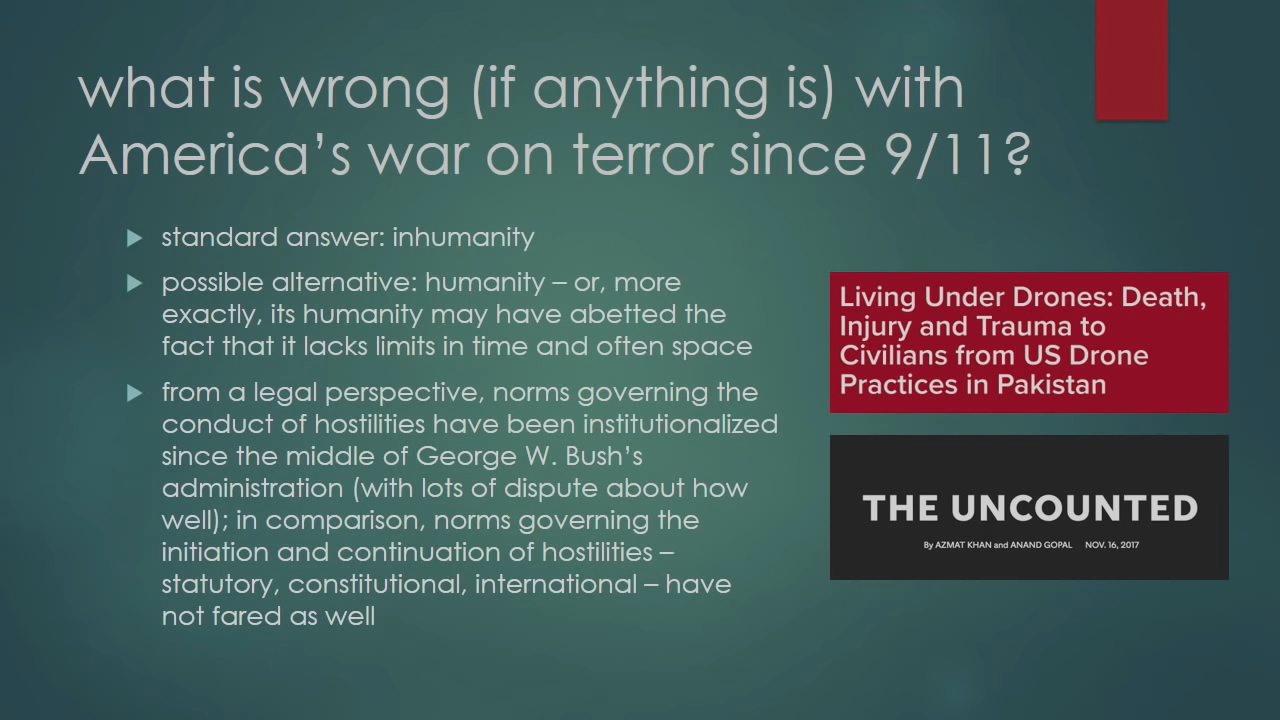 what is wrong (if anything is) with
America’s war on terror since 9/11?
standard answer: inhumanity
possible alternative: humanity – or, more
exactly, its humanity may have abetted the
fact that it lacks limits in time and often space
from a legal perspective, norms governing the
conduct of hostilities have been institutionalized
since the middle of George W. Bush’s
administration (with lots of dispute about how
well); in comparison, norms governing the
initiation and continuation of hostilities –
statutory, constitutional, international – have
not fared as well
Living Under Drones: Death,
Injury and Trauma to
Civilians from US Drone
Practices in Pakistan
THE UNCOUNTED
By AZMAT KHAN and ANAND GOPAL NOV. 16, 2017